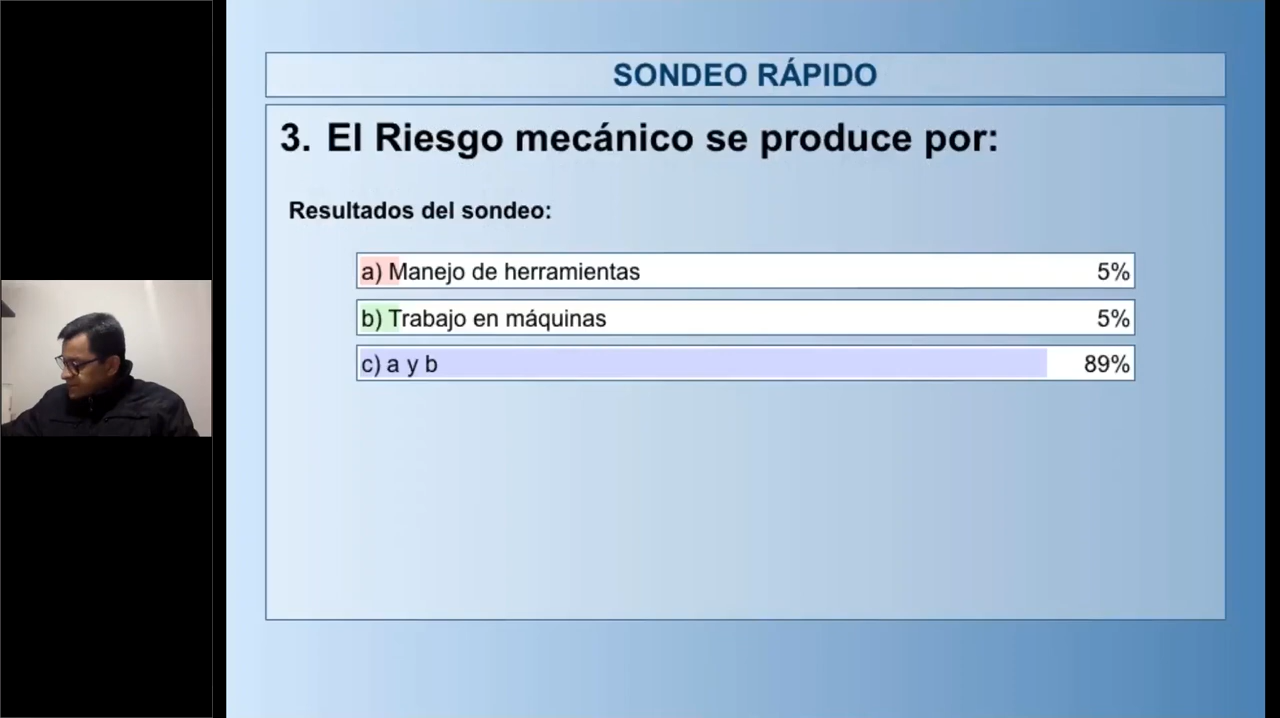 SONDEO RÁPIDO
3. El Riesgo mecánico se produce por:
Resultados del sondeo:
a) Manejo de herramientas 5%
b) Trabajo en máquinas 5%
c) a y b 89%